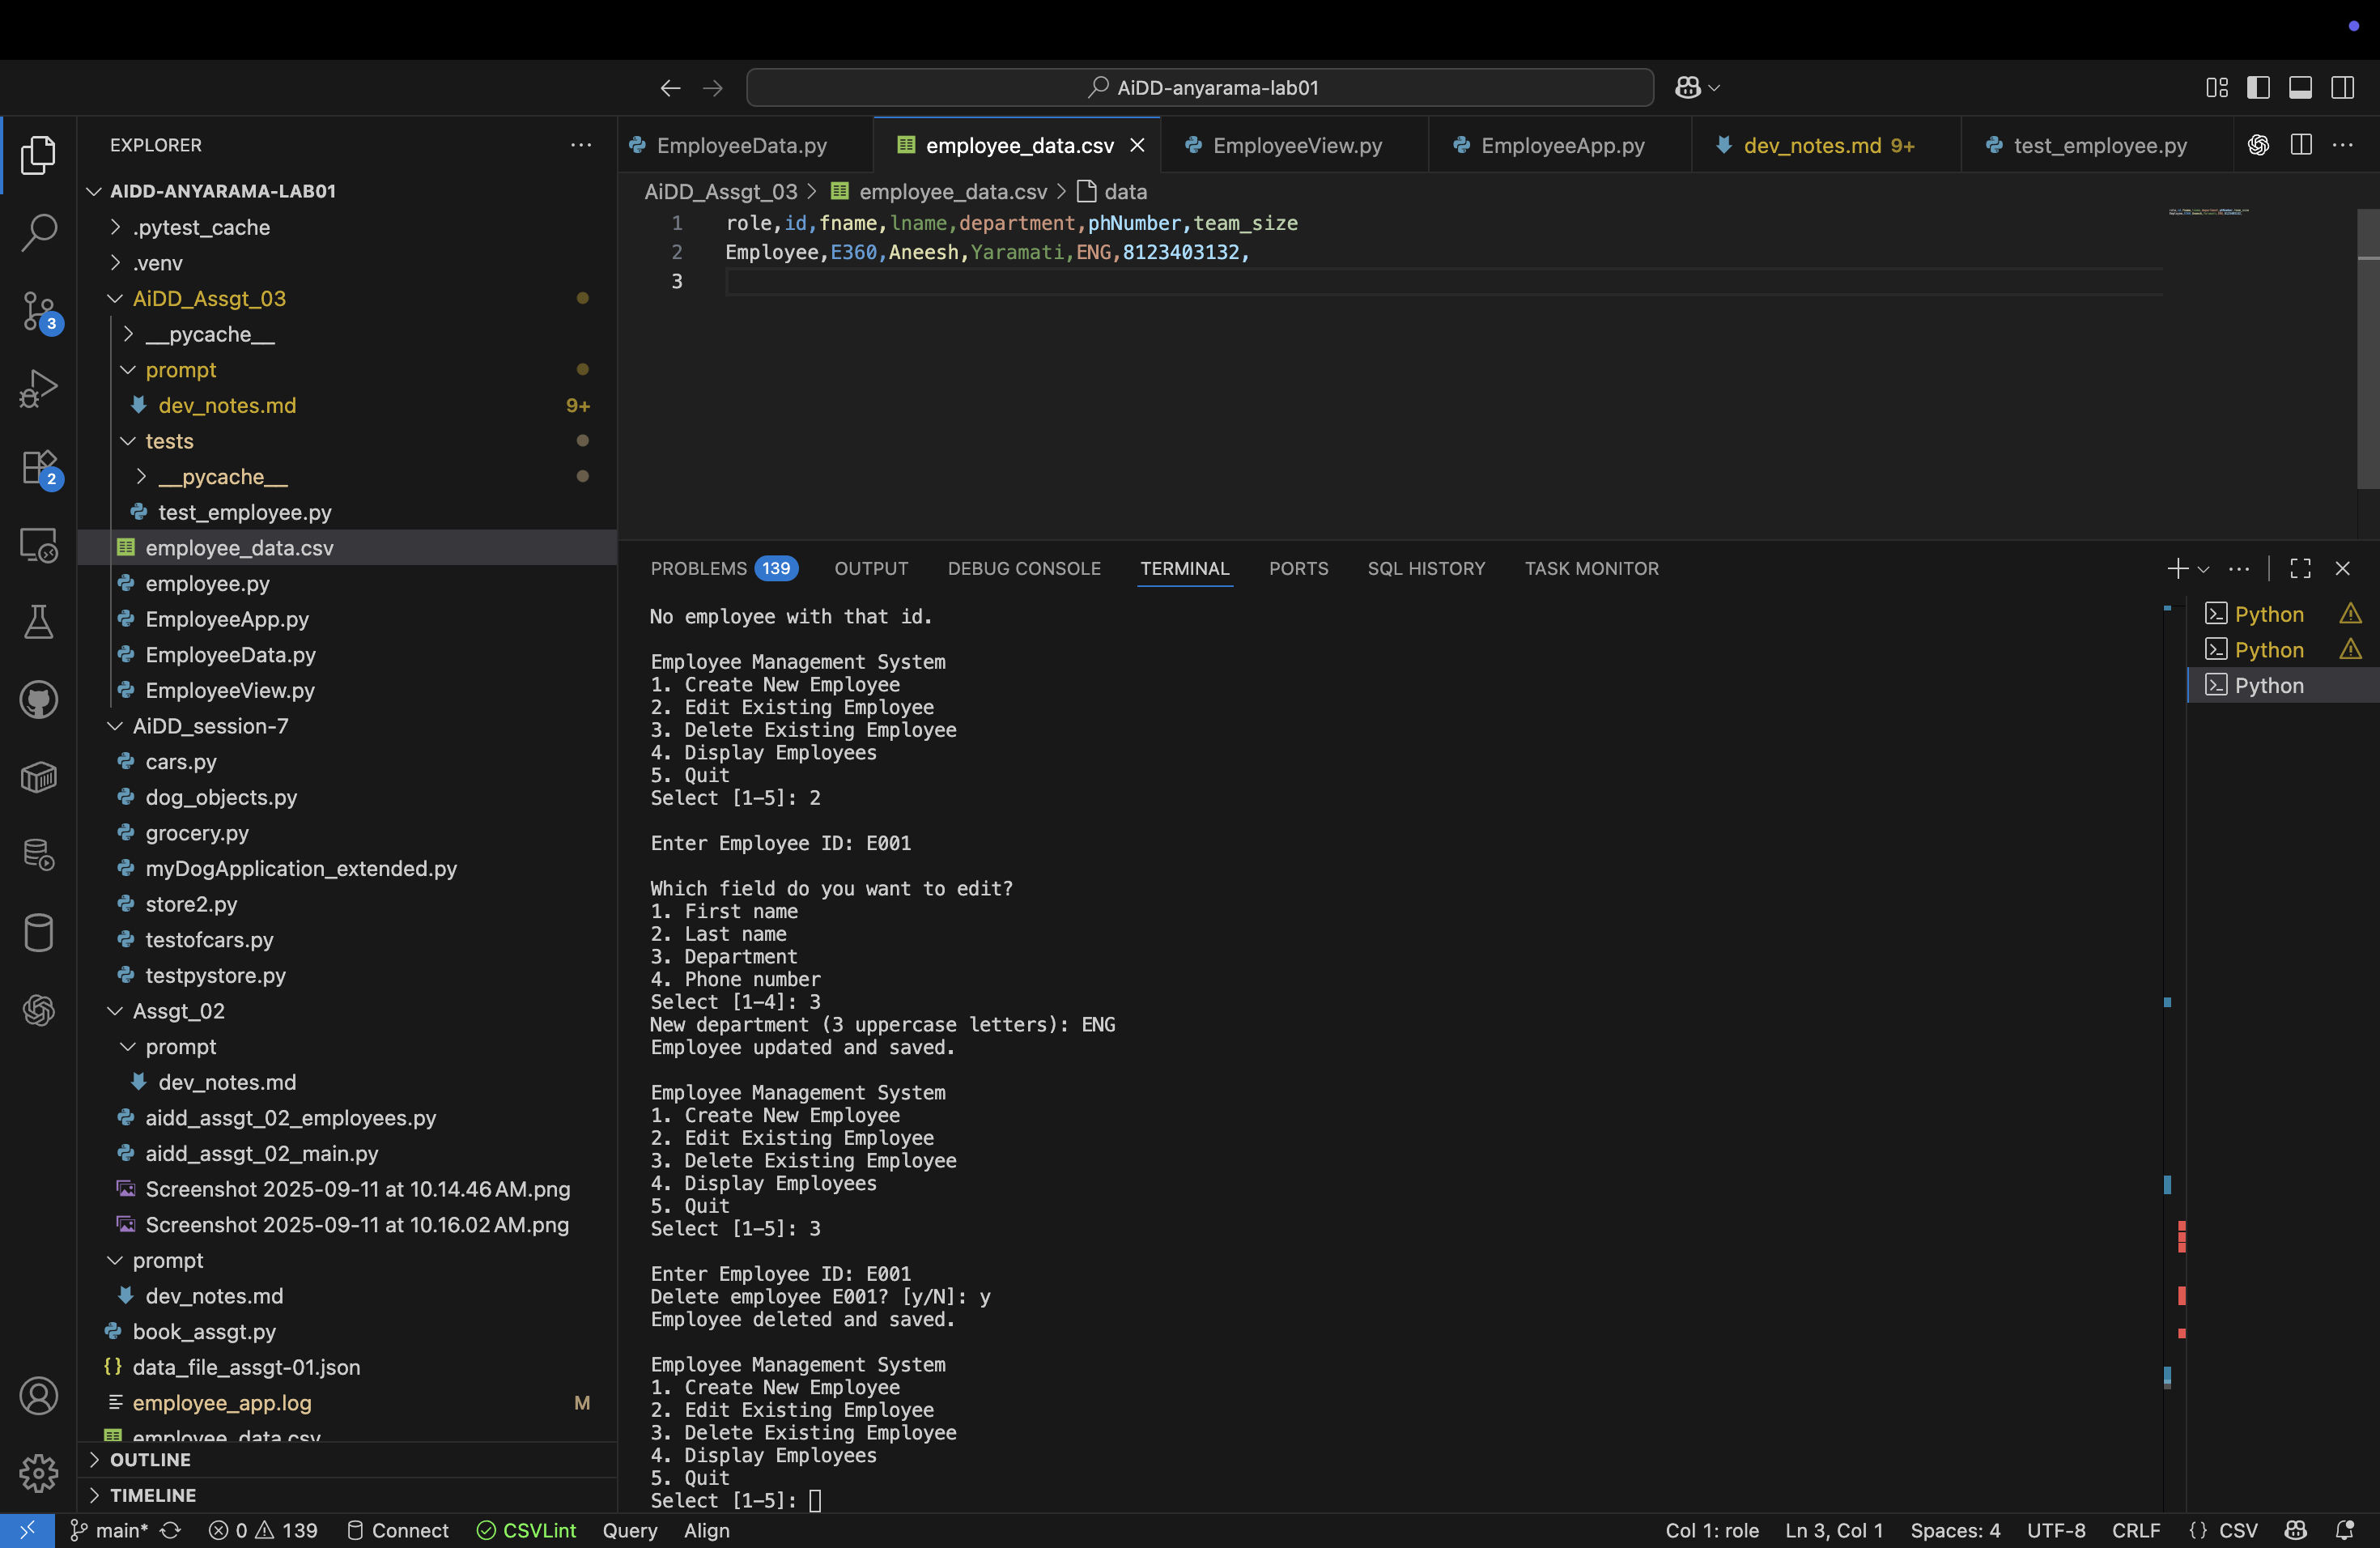 AiDD-anyarama-lab01
EXPLORER
AIDD-ANYARAMA-LAB01
.pytest_cache
.venv
AiDD_Assgt_03
__pycache__
prompt
dev_notes.md 9+
tests
__pycache__
test_employee.py
employee_data.csv
employee.py
EmployeeApp.py
EmployeeData.py
EmployeeView.py
AiDD_session-7
cars.py
dog_objects.py
grocery.py
myDogApplication_extended.py
store2.py
testofcars.py
testpystore.py
Assgt_02
prompt
dev_notes.md
aidd_assgt_02_employees.py
aidd_assgt_02_main.py
Screenshot 2025-09-11 at 10.14.46 AM.png
Screenshot 2025-09-11 at 10.16.02 AM.png
prompt
dev_notes.md
book_assgt.py
data_file_assgt-01.json
employee_app.log M
employee_data.csv
OUTLINE
TIMELINE
3
2
EmployeeData.py employee_data.csv EmployeeView.py EmployeeApp.py dev_notes.md 9+ test_employee.py
AiDD_Assgt_03 > employee_data.csv > data
1 role,id,fname,lname,department,phNumber,team_size
2 Employee,E360,Aneesh,Yaramati,ENG,8123403132,
3
PROBLEMS 139 OUTPUT DEBUG CONSOLE TERMINAL PORTS SQL HISTORY TASK MONITOR
No employee with that id.
Employee Management System
1. Create New Employee
2. Edit Existing Employee
3. Delete Existing Employee
4. Display Employees
5. Quit
Select [1-5]: 2
Enter Employee ID: E001
Which field do you want to edit?
1. First name
2. Last name
3. Department
4. Phone number
Select [1-4]: 3
New department (3 uppercase letters): ENG
Employee updated and saved.
Employee Management System
1. Create New Employee
2. Edit Existing Employee
3. Delete Existing Employee
4. Display Employees
5. Quit
Select [1-5]: 3
Enter Employee ID: E001
Delete employee E001? [y/N]: y
Employee deleted and saved.
Employee Management System
1. Create New Employee
2. Edit Existing Employee
3. Delete Existing Employee
4. Display Employees
5. Quit
Select [1-5]:
Python
Python
Python
main* 0 139 Connect CSVLint Query Align Col 1: role Ln 3, Col 1 Spaces: 4 UTF-8 CRLF {} CSV